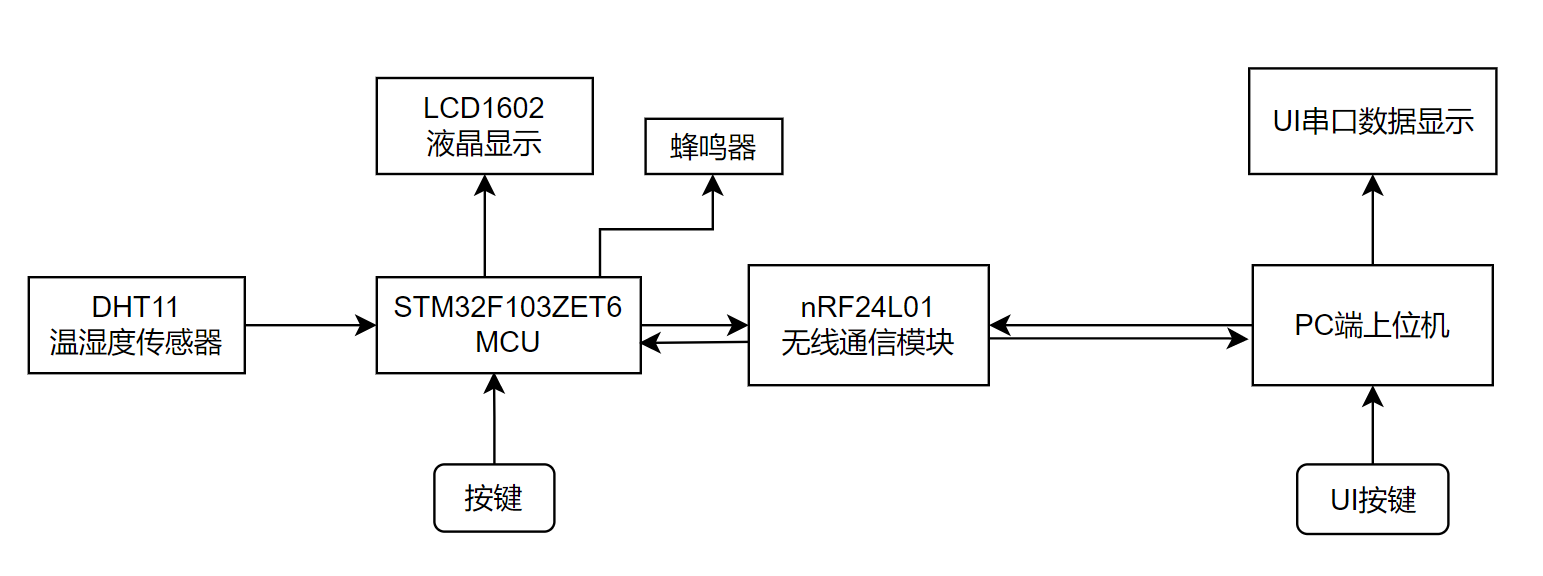 LCD1602
液晶显示
蜂鸣器
UI串口数据显示
DHT11
温湿度传感器
STM32F103ZET6
MCU
nRF24L01
无线通信模块
PC端上位机
按键
UI按键